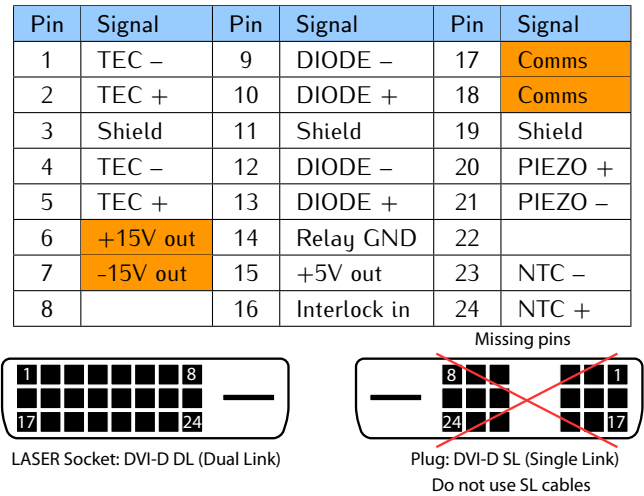 Pin Signal Pin Signal Pin Signal
1 TEC – 9 DIODE – 17 Comms
2 TEC + 10 DIODE + 18 Comms
3 Shield 11 Shield 19 Shield
4 TEC – 12 DIODE – 20 PIEZO +
5 TEC + 13 DIODE + 21 PIEZO –
6 +15V out 14 Relay GND 22
7 -15V out 15 +5V out 23 NTC –
8 16 Interlock in 24 NTC +
Missing pins
1 8 8 1
17 24 24 17
LASER Socket: DVI-D DL (Dual Link) Plug: DVI-D SL (Single Link)
Do not use SL cables